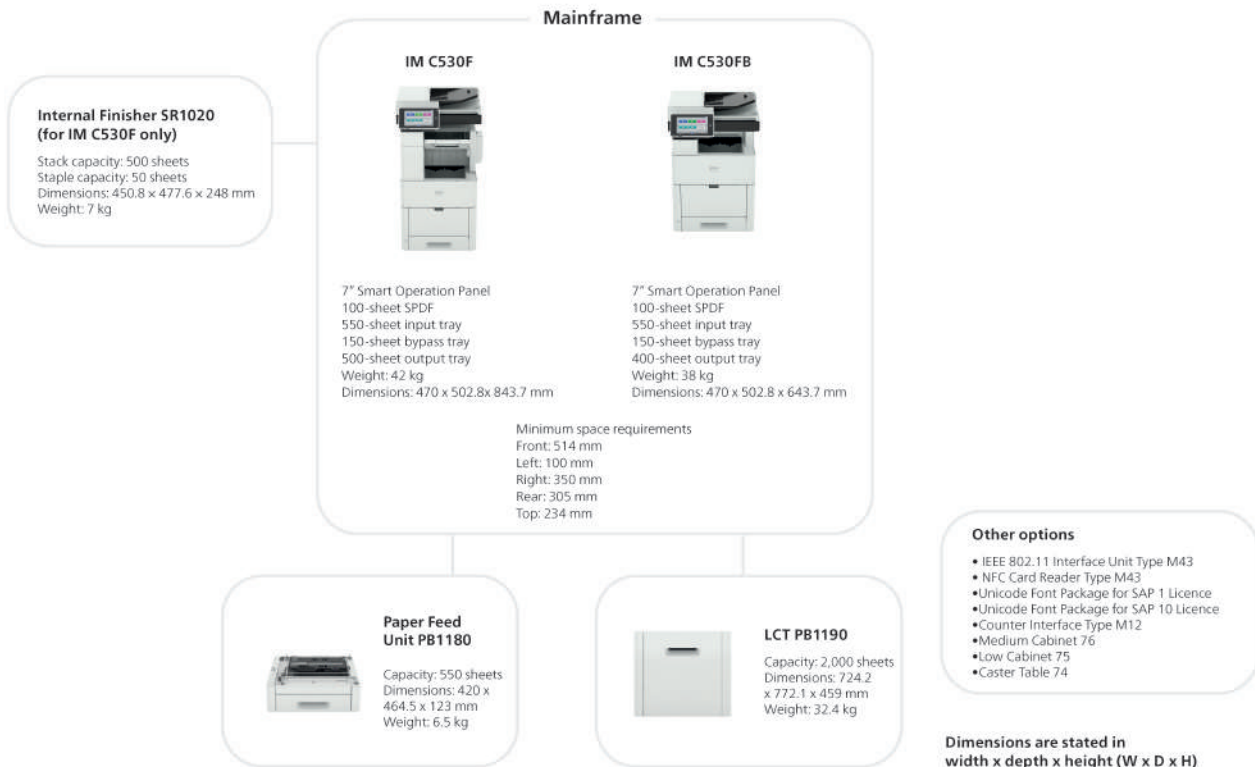 Mainframe
IM C530F
IM C530FB
Internal Finisher SR1020
(for IM C530F only)
Stack capacity: 500 sheets
Staple capacity: 50 sheets
Dimensions: 450.8 x 477.6 x 248 mm
Weight: 7 kg
7" Smart Operation Panel
100-sheet SPDF
550-sheet input tray
150-sheet bypass tray
500-sheet output tray
Weight: 42 kg
Dimensions: 470 x 502.8x 843.7 mm
7" Smart Operation Panel
100-sheet SPDF
550-sheet input tray
150-sheet bypass tray
400-sheet output tray
Weight: 38 kg
Dimensions: 470 x 502.8 x 643.7 mm
Minimum space requirements
Front: 514 mm
Left: 100 mm
Right: 350 mm
Rear: 305 mm
Top: 234 mm
Paper Feed
Unit PB1180
Capacity: 550 sheets
Dimensions: 420 x
464.5 x 123 mm
Weight: 6.5 kg
LCT PB1190
Capacity: 2,000 sheets
Dimensions: 724.2
x 772.1 x 459 mm
Weight: 32.4 kg
Other options
• IEEE 802.11 Interface Unit Type M43
• NFC Card Reader Type M43
•Unicode Font Package for SAP 1 Licence
•Unicode Font Package for SAP 10 Licence
•Counter Interface Type M12
•Medium Cabinet 76
•Low Cabinet 75
•Caster Table 74
Dimensions are stated in
width x depth x height (W x D x H)